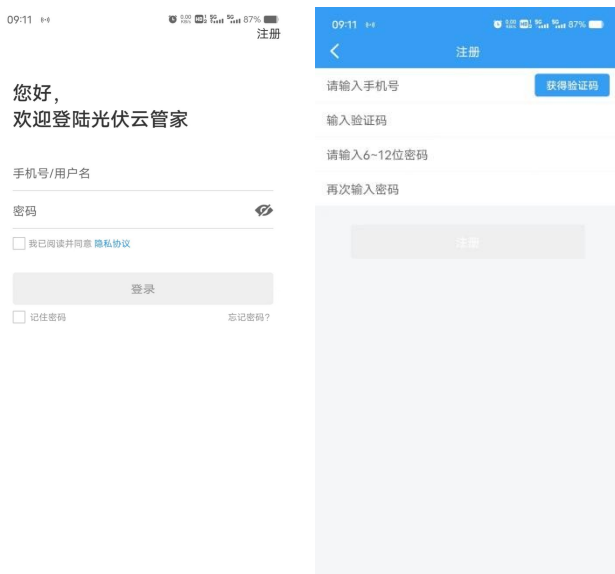 09:11
5G 5G 87%
注册
您好，
欢迎登陆光伏云管家
手机号/用户名
密码
我已阅读并同意 隐私协议
登录
记住密码 忘记密码?
09:11
5G 5G 87%
注册
请输入手机号 获得验证码
输入验证码
请输入6~12位密码
再次输入密码
注册